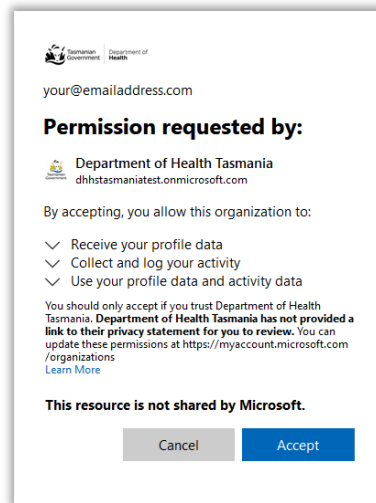 Tasmanian Government Department of Health
your@emailaddress.com
Permission requested by:
Tasmanian Government
Department of Health Tasmania
dhhstasmaniatest.onmicrosoft.com
By accepting, you allow this organization to:
Receive your profile data
Collect and log your activity
Use your profile data and activity data
You should only accept if you trust Department of Health
Tasmania. Department of Health Tasmania has not provided a
link to their privacy statement for you to review. You can
update these permissions at https://myaccount.microsoft.com
/organizations
Learn More
This resource is not shared by Microsoft.
Cancel Accept